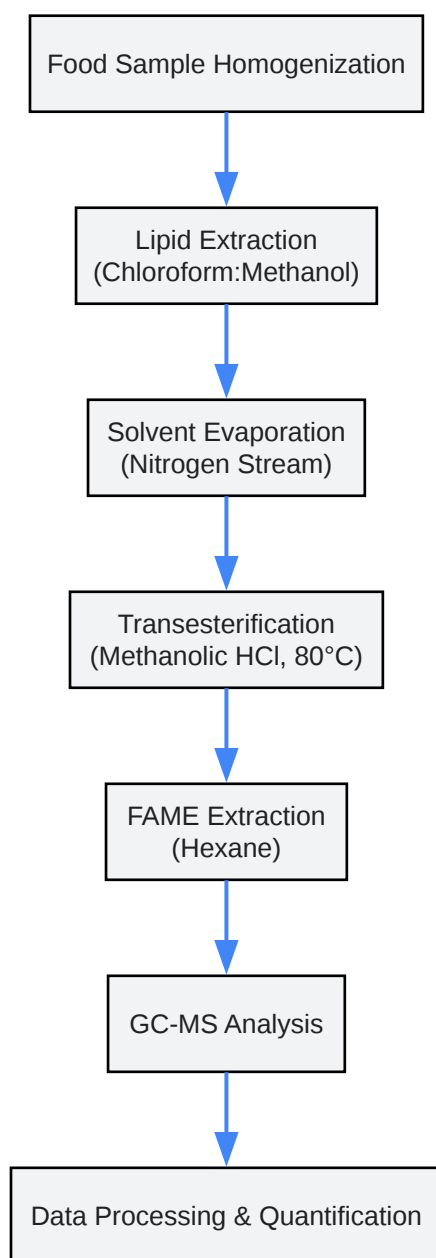 Food Sample Homogenization
Lipid Extraction
(Chloroform:Methanol)
Solvent Evaporation
(Nitrogen Stream)
Transesterification
(Methanolic HCl, 80°C)
FAME Extraction
(Hexane)
GC-MS Analysis
Data Processing & Quantification